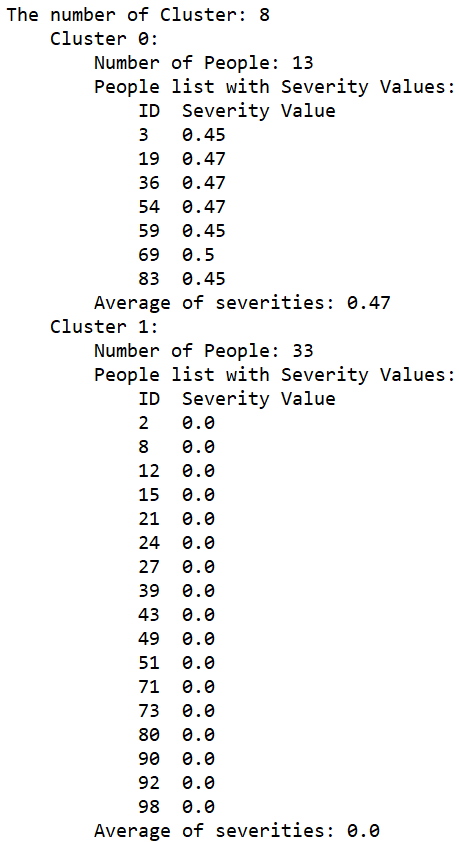 The number of Cluster: 8
Cluster 0:
Number of People: 13
People list with Severity Values:
ID Severity Value
3 0.45
19 0.47
36 0.47
54 0.47
59 0.45
69 0.5
83 0.45
Average of severities: 0.47
Cluster 1:
Number of People: 33
People list with Severity Values:
ID Severity Value
2 0.0
8 0.0
12 0.0
15 0.0
21 0.0
24 0.0
27 0.0
39 0.0
43 0.0
49 0.0
51 0.0
71 0.0
73 0.0
80 0.0
90 0.0
92 0.0
98 0.0
Average of severities: 0.0